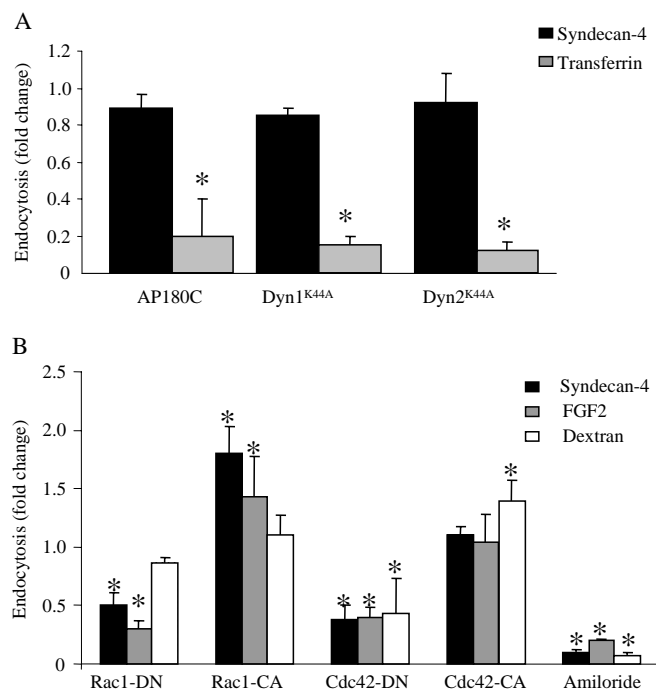 A
Syndecan-4
Transferrin
Endocytosis (fold change)
1.2
1.0
0.8
0.6
0.4
0.2
0
*
*
*
AP180C Dyn1K44A Dyn2K44A
B
Syndecan-4
FGF2
Dextran
Endocytosis (fold change)
2.5
2.0
1.5
1.0
0.5
0
* *
* *
* * *
*
* * *
Rac1-DN Rac1-CA Cdc42-DN Cdc42-CA Amiloride